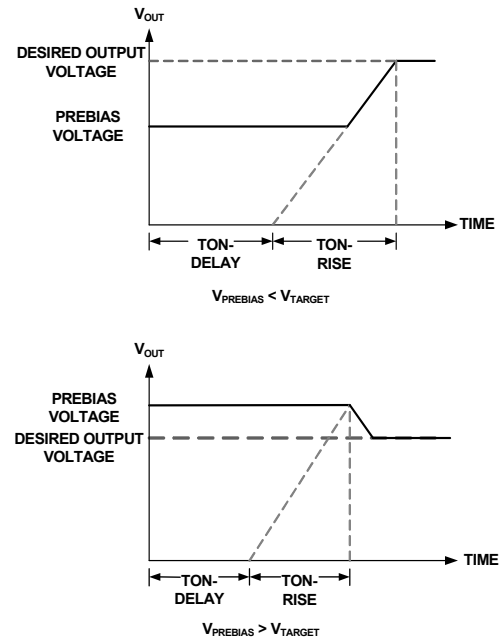 VOUT
DESIRED OUTPUT
VOLTAGE
PREBIAS
VOLTAGE
TIME
TON-
DELAY
TON-
RISE
VPREBIAS < VTARGET
VOUT
PREBIAS
VOLTAGE
DESIRED OUTPUT
VOLTAGE
TIME
TON-
DELAY
TON-
RISE
VPREBIAS > VTARGET